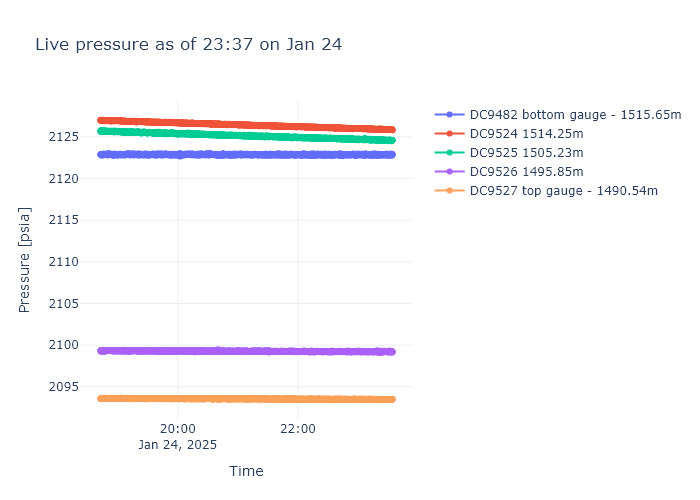 Live pressure as of 23:37 on Jan 24
DC9482 bottom gauge - 1515.65m
DC9524 1514.25m
DC9525 1505.23m
DC9526 1495.85m
DC9527 top gauge - 1490.54m
Pressure [psia]
2125
2120
2115
2110
2105
2100
2095
20:00
Jan 24, 2025
22:00
Time